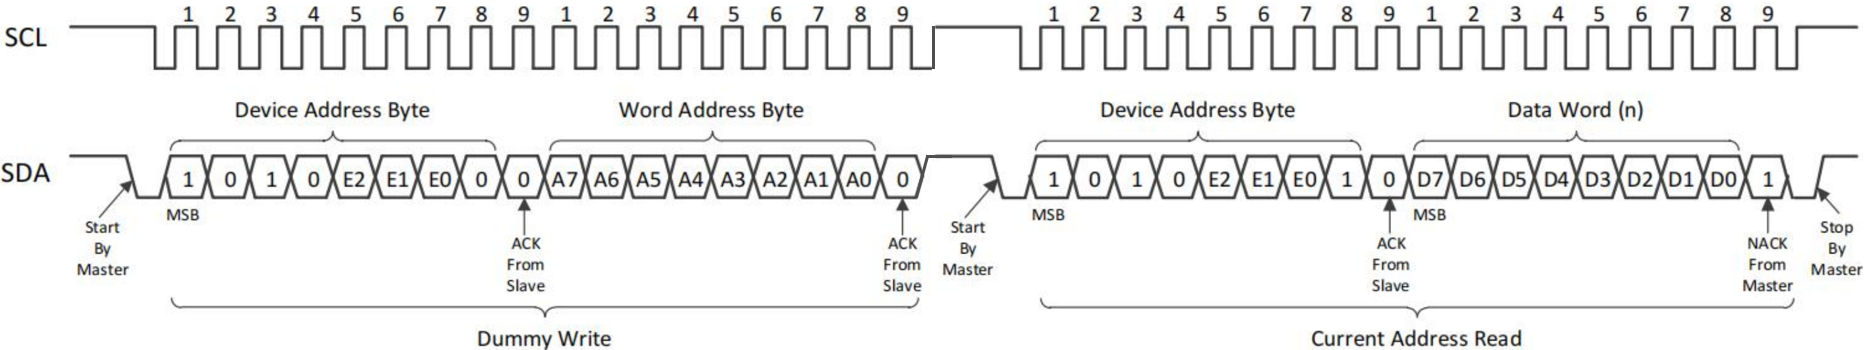 1 2 3 4 5 6 7 8 9 1 2 3 4 5 6 7 8 9 1 2 3 4 5 6 7 8 9 1 2 3 4 5 6 7 8 9
SCL
Device Address Byte Word Address Byte Device Address Byte Data Word (n)
SDA 1 0 1 0 E2 E1 E0 0 0 A7 A6 A5 A4 A3 A2 A1 A0 0 1 0 1 0 E2 E1 E0 1 0 D7 D6 D5 D4 D3 D2 D1 D0 1
MSB MSB MSB
Start
By
Master
ACK
From
Slave
ACK
From
Slave
Start
By
Master
ACK
From
Slave
NACK
From
Master
Stop
By
Master
Dummy Write Current Address Read